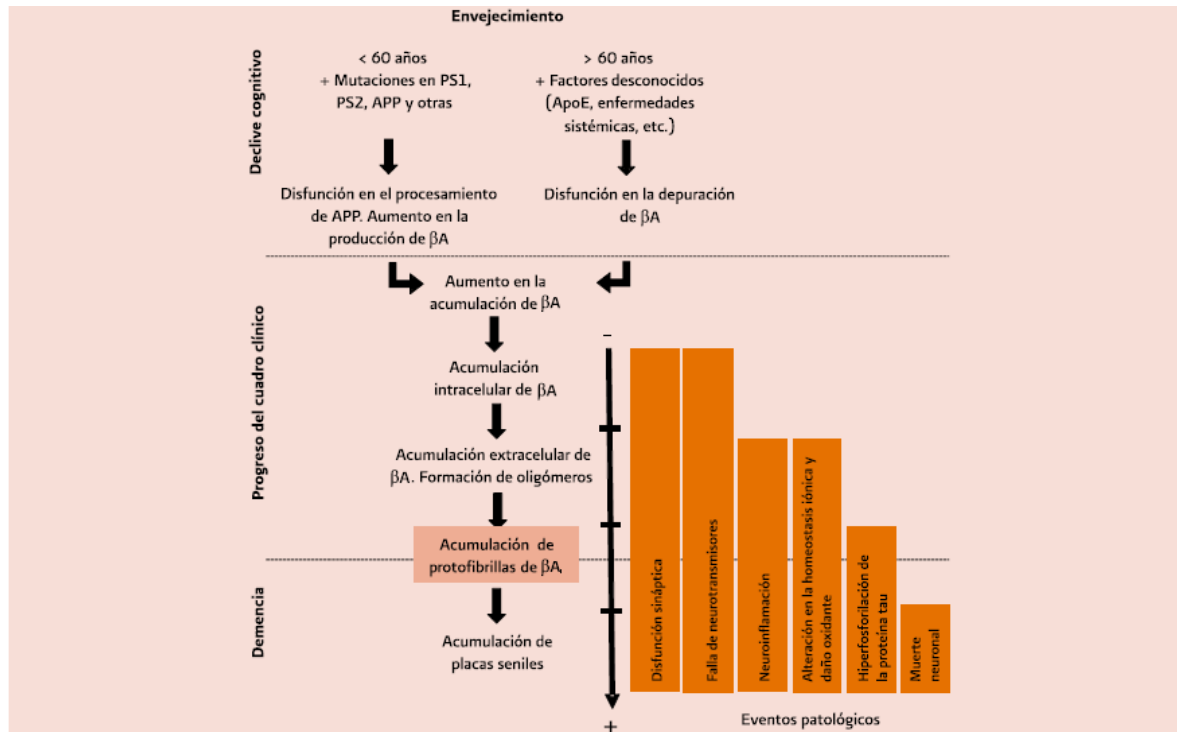 Envejecimiento
Declive cognitivo
< 60 años
+ Mutaciones en PS1,
PS2, APP y otras
> 60 años
+ Factores desconocidos
(ApoE, enfermedades
sistémicas, etc.)
Disfunción en el procesamiento
de APP. Aumento en la
producción de βA
Disfunción en la depuración
de βA
Progreso del cuadro clínico
Aumento en la
acumulación de βA
Acumulación
intracelular de βA
Acumulación extracelular de
βA. Formación de oligómeros
Acumulación de
protofibrillas de βA,
Demencia
Acumulación de
placas seniles
−
+
Disfunción sináptica
Falla de neurotransmisores
Neuroinflamación
Alteración en la homeostasis iónica y
daño oxidante
Hiperfosforilación de
la proteína tau
Muerte
neuronal
Eventos patológicos